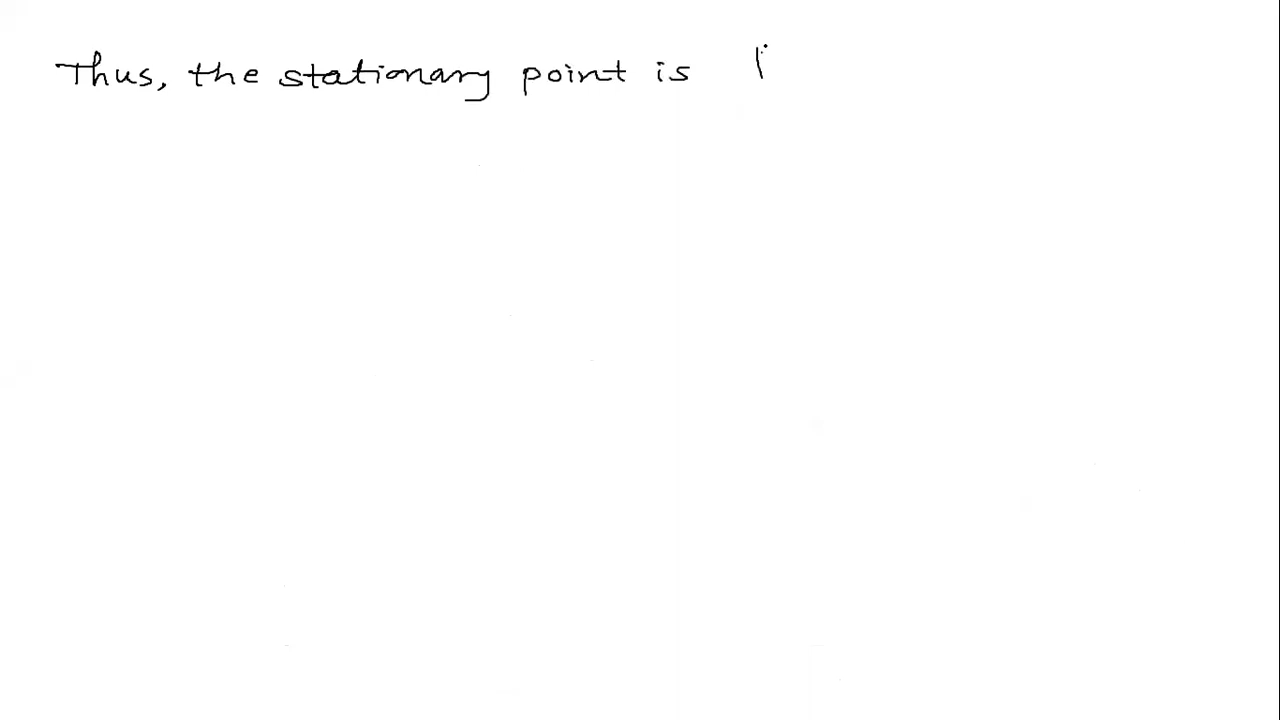 Thus, the stationary point is